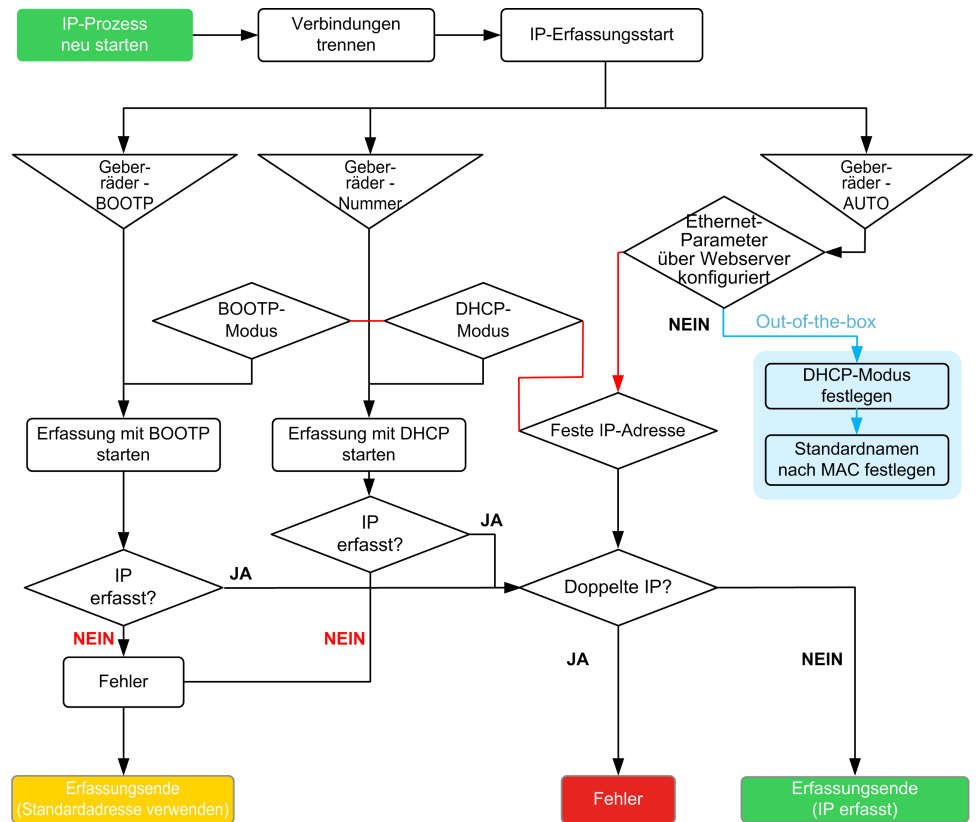 IP-Prozess
neu starten
Verbindungen
trennen
IP-Erfassungsstart
Geber-
räder -
BOOTP
Geber-
räder -
Nummer
Geber-
räder -
AUTO
Ethernet-
Parameter
über Webserver
konfiguriert
BOOTP-
Modus
DHCP-
Modus
NEIN
Out-of-the-box
DHCP-Modus
festlegen
Standardnamen
nach MAC festlegen
Erfassung mit BOOTP
starten
Erfassung mit DHCP
starten
Feste IP-Adresse
IP
erfasst?
JA
IP
erfasst?
JA
Doppelte IP?
NEIN
NEIN
JA
NEIN
Fehler
Erfassungsende
(Standardadresse verwenden)
Fehler
Erfassungsende
(IP erfasst)